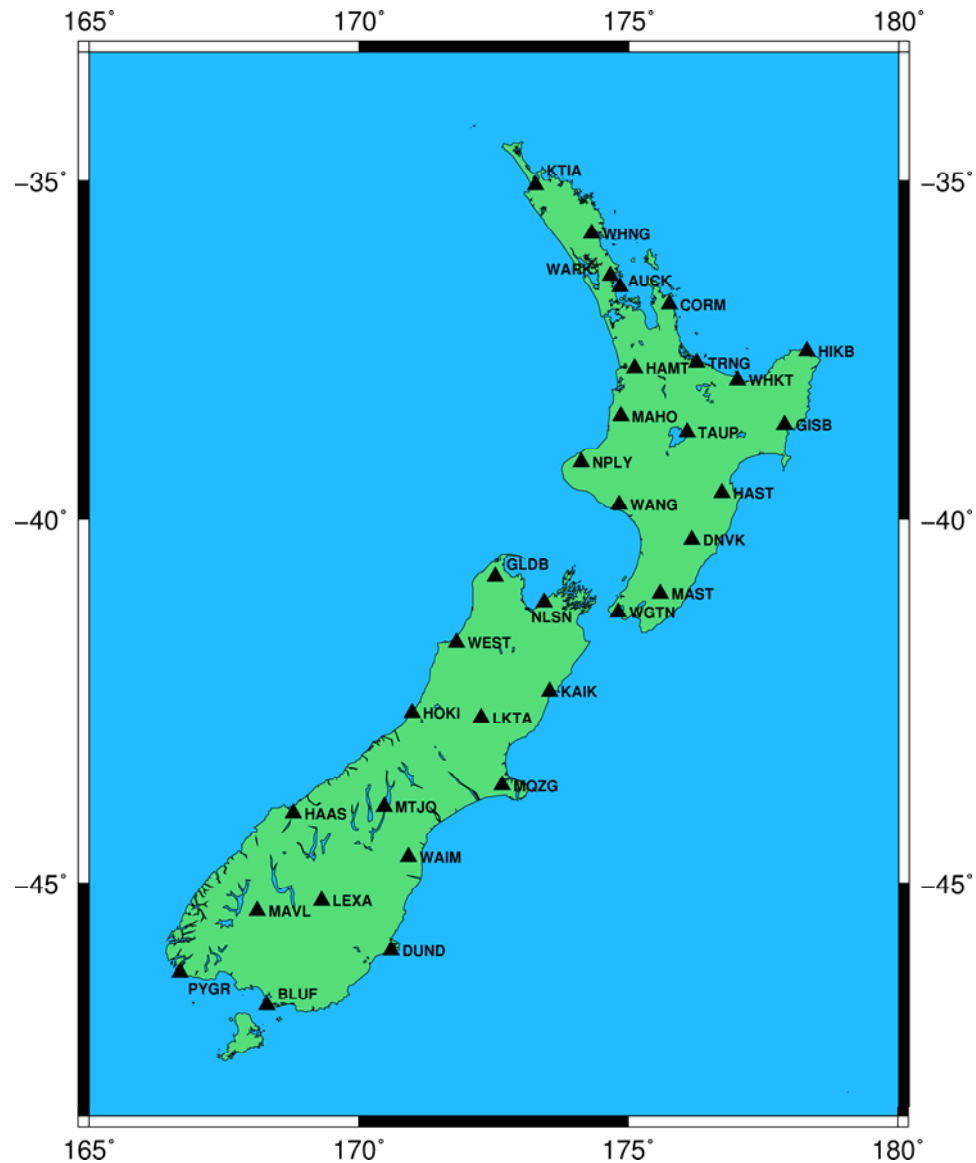 165°
170°
175°
180°
−35°
−35°
KTIA
WHNG
WARK
AUCK
CORM
HIKB
TRNG
HAMT
WHKT
MAHO
GISB
TAUP
NPLY
HAST
WANG
−40°
−40°
DNVK
GLDB
MAST
NLSN
WGTN
WEST
KAIK
HOKI
LKTA
MQZG
MTJO
HAAS
WAIM
−45°
−45°
LEXA
MAVL
DUND
PYGR
BLUF
165°
170°
175°
180°